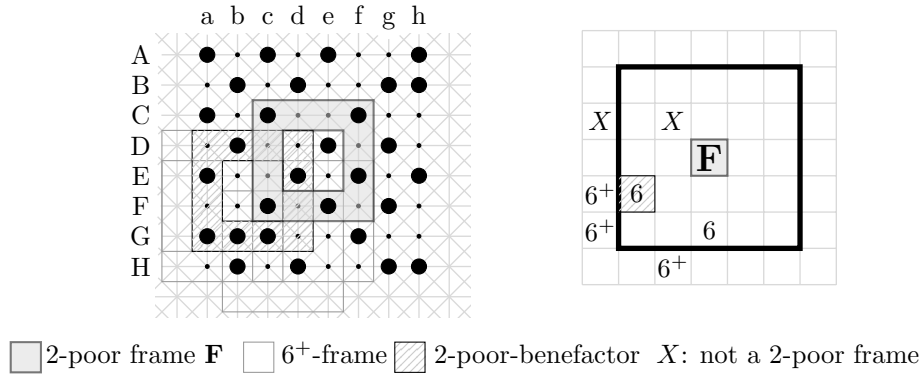 a b c d e f g h
A
B
C
D
E
F
G
H
X X
F
6⁺ 6
6⁺ 6
6⁺
2-poor frame F 6⁺-frame 2-poor-benefactor X: not a 2-poor frame